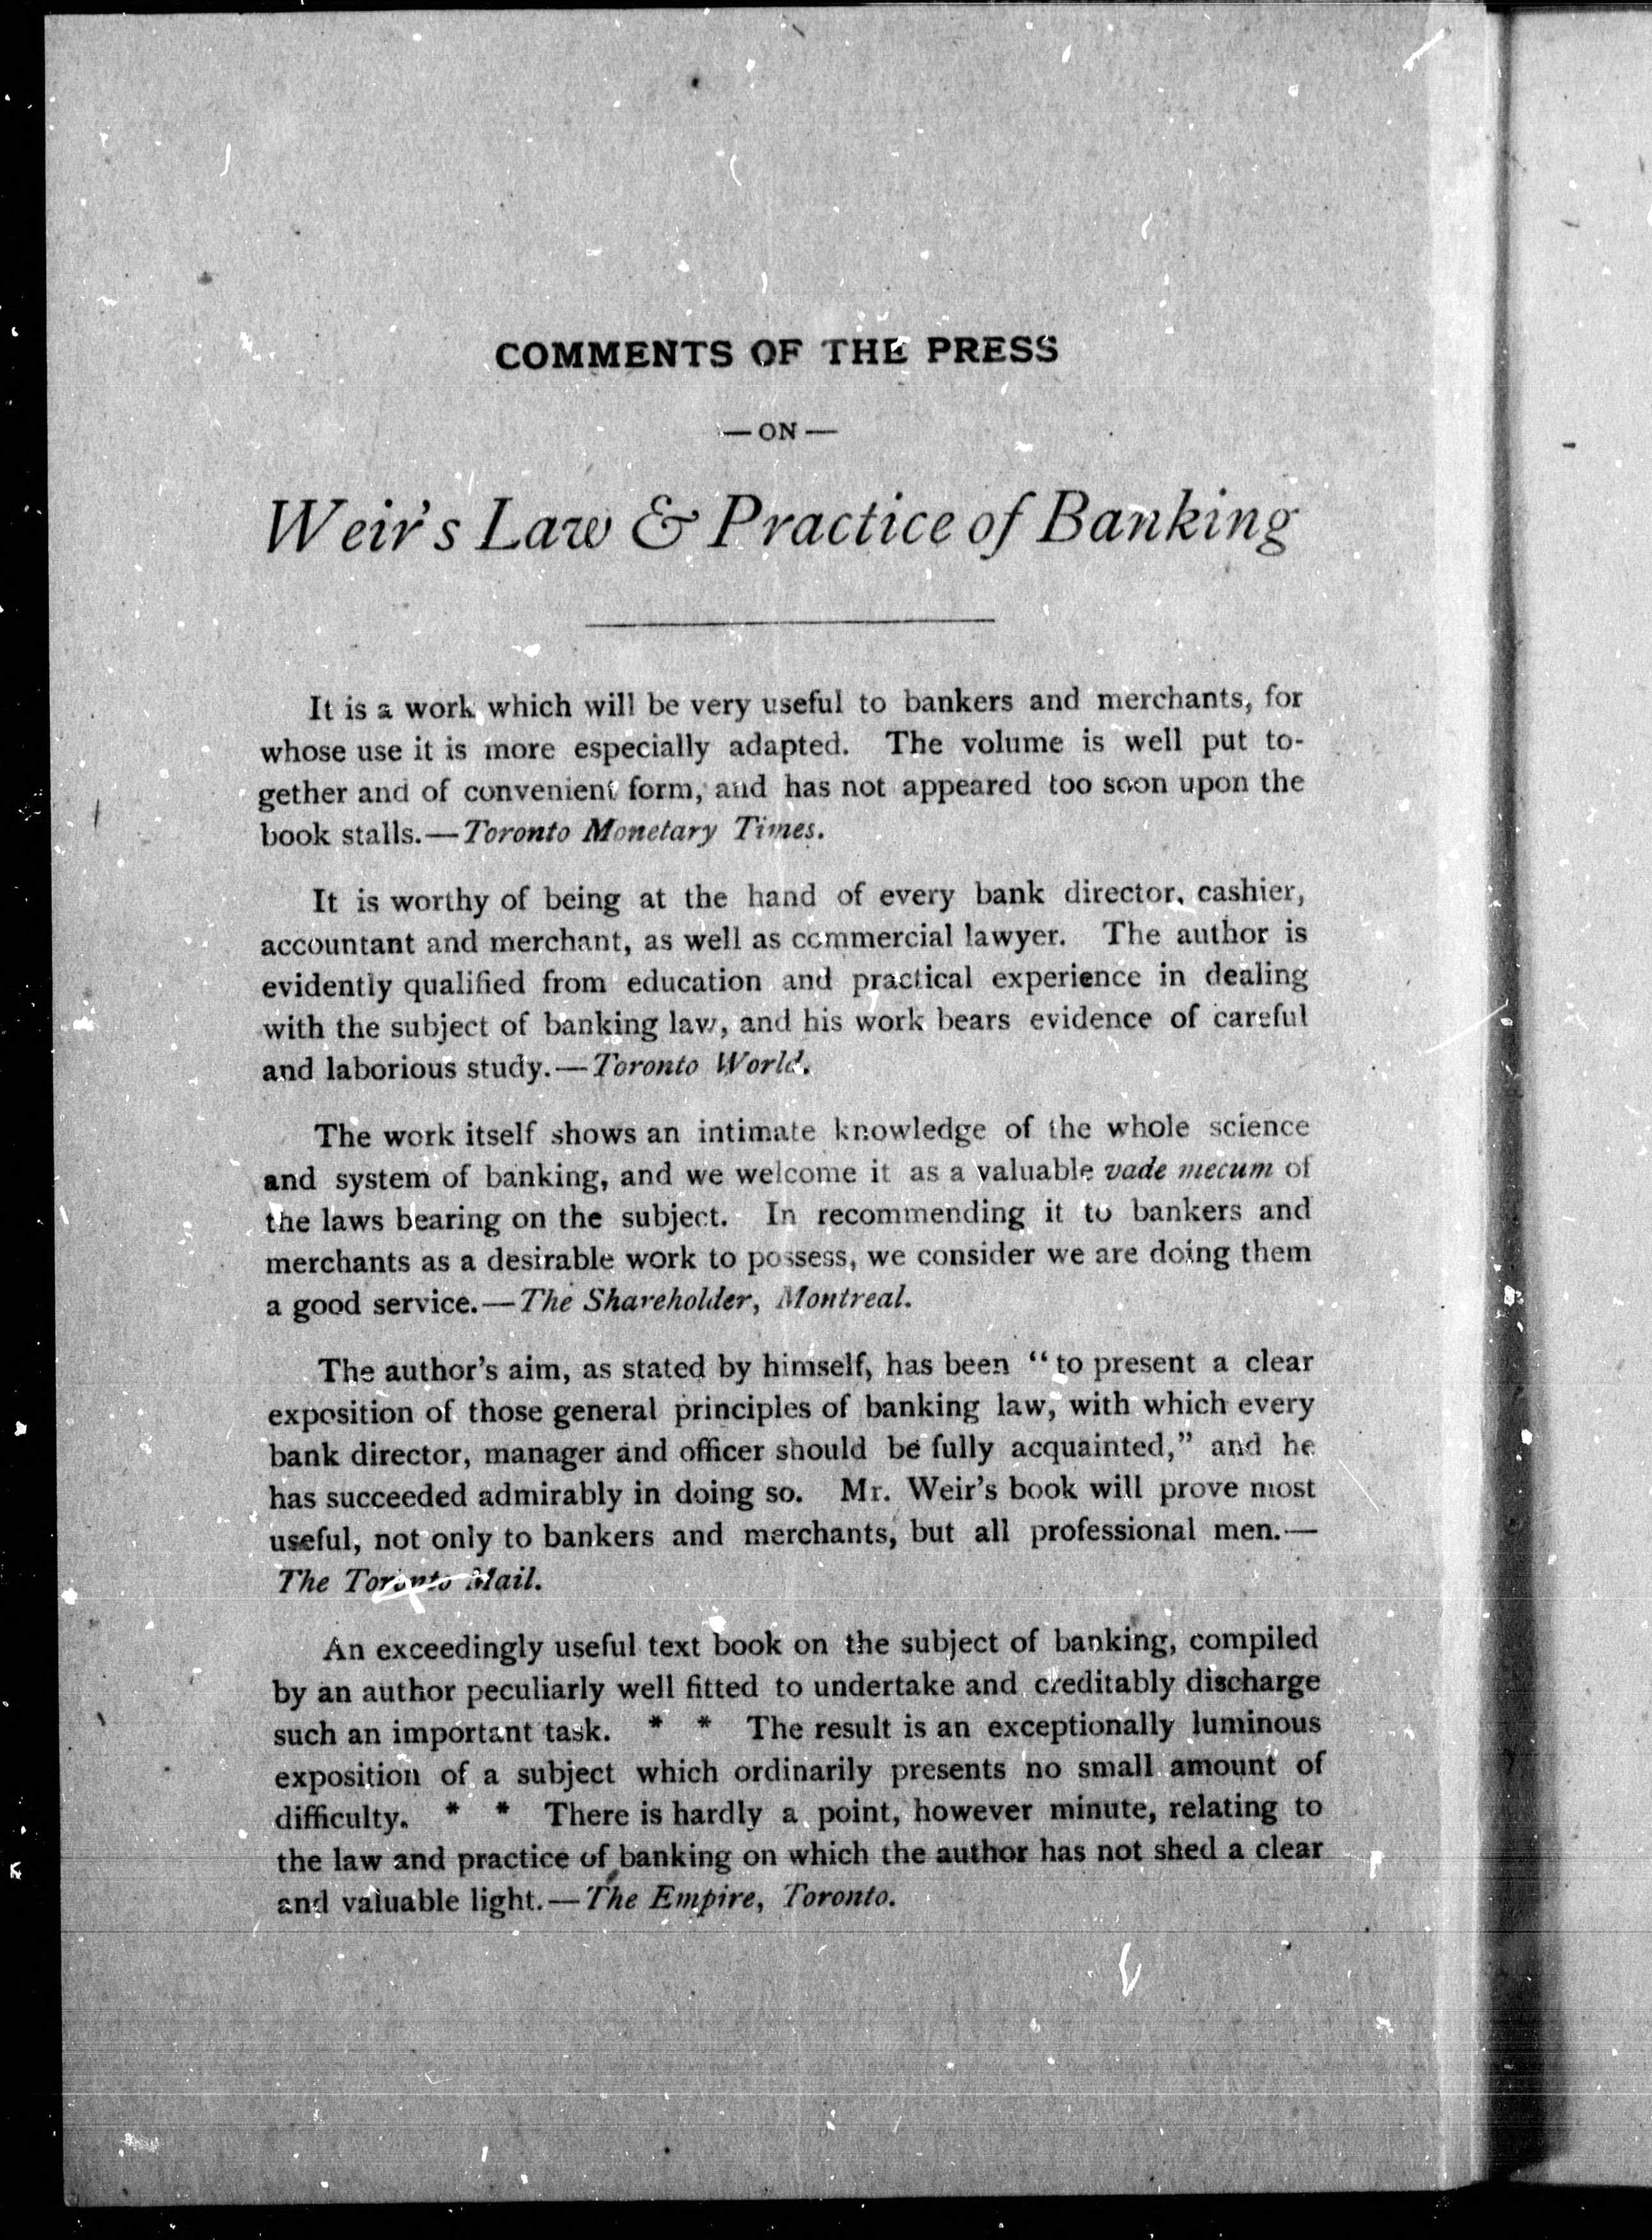 COMMENTS OF THE PRESS
—ON—
Weir's Law & Practice of Banking
It is a work which will be very useful to bankers and merchants, for
whose use it is more especially adapted. The volume is well put to-
gether and of convenient form, and has not appeared too soon upon the
book stalls.—Toronto Monetary Times.
It is worthy of being at the hand of every bank director, cashier,
accountant and merchant, as well as commercial lawyer. The author is
evidently qualified from education and practical experience in dealing
with the subject of banking law, and his work bears evidence of careful
and laborious study.—Toronto World.
The work itself shows an intimate knowledge of the whole science
and system of banking, and we welcome it as a valuable vade mecum of
the laws bearing on the subject. In recommending it to bankers and
merchants as a desirable work to possess, we consider we are doing them
a good service.—The Shareholder, Montreal.
The author's aim, as stated by himself, has been "to present a clear
exposition of those general principles of banking law, with which every
bank director, manager and officer should be fully acquainted," and he
has succeeded admirably in doing so. Mr. Weir's book will prove most
useful, not only to bankers and merchants, but all professional men.—
The Toronto Mail.
An exceedingly useful text book on the subject of banking, compiled
by an author peculiarly well fitted to undertake and creditably discharge
such an important task. * * The result is an exceptionally luminous
exposition of a subject which ordinarily presents no small amount of
difficulty. * * There is hardly a point, however minute, relating to
the law and practice of banking on which the author has not shed a clear
and valuable light.—The Empire, Toronto.